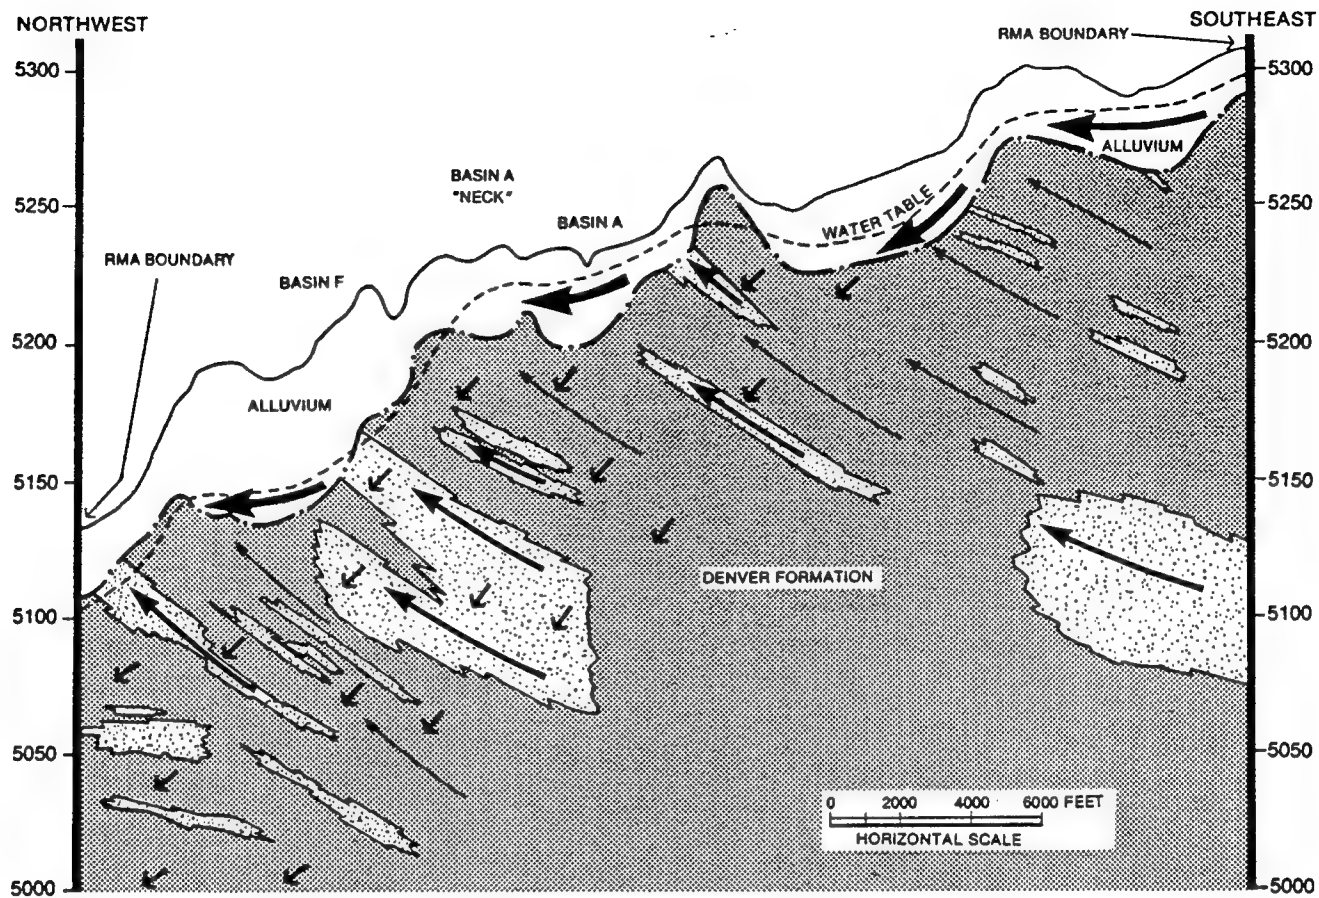 NORTHWEST
SOUTHEAST
RMA BOUNDARY
5300
5300
ALLUVIUM
5250
BASIN A
"NECK"
BASIN A
WATER TABLE
5250
RMA BOUNDARY
BASIN F
5200
5200
ALLUVIUM
5150
5150
DENVER FORMATION
5100
5100
5050
5050
0 2000 4000 6000 FEET
HORIZONTAL SCALE
5000
5000